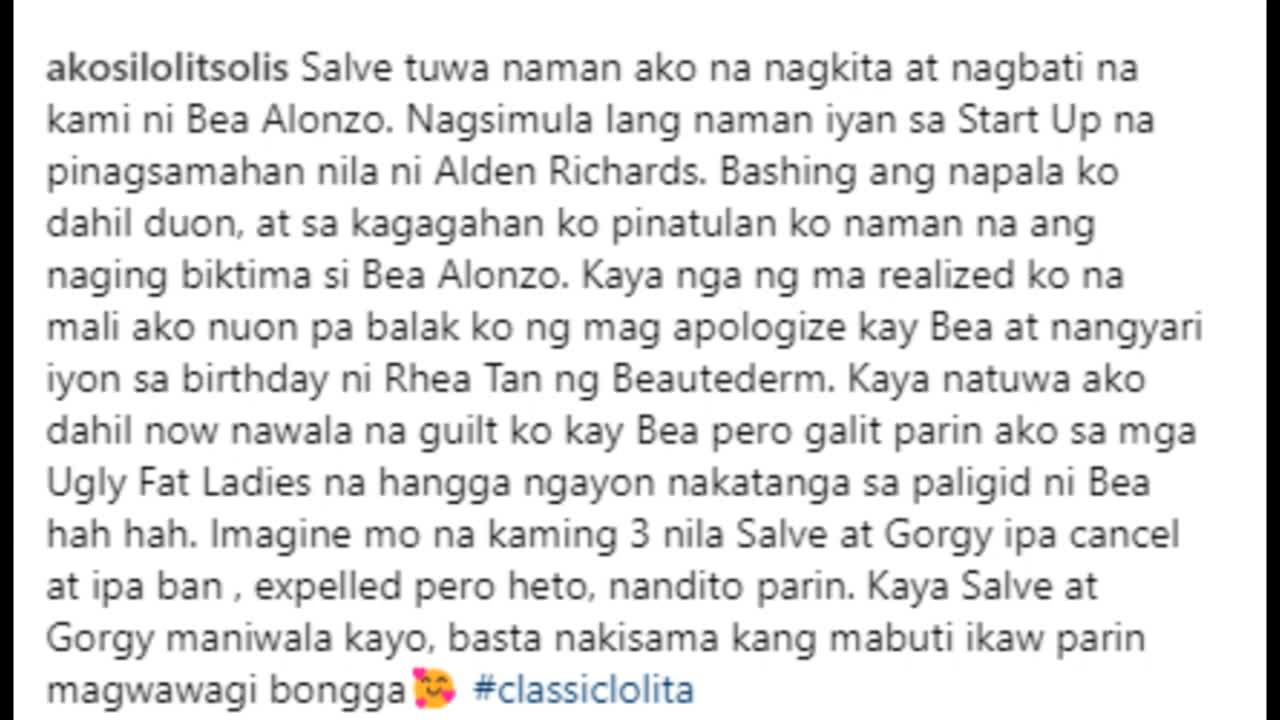 akosilolitsolis Salve tuwa naman ako na nagkita at nagbati na
kami ni Bea Alonzo. Nagsimula lang naman iyan sa Start Up na
pinagsamahan nila ni Alden Richards. Bashing ang napala ko
dahil duon, at sa kagagahan ko pinatulan ko naman na ang
naging biktima si Bea Alonzo. Kaya nga ng ma realized ko na
mali ako nuon pa balak ko ng mag apologize kay Bea at nangyari
iyon sa birthday ni Rhea Tan ng Beautederm. Kaya natuwa ako
dahil now nawala na guilt ko kay Bea pero galit parin ako sa mga
Ugly Fat Ladies na hangga ngayon nakatanga sa paligid ni Bea
hah hah. Imagine mo na kaming 3 nila Salve at Gorgy ipa cancel
at ipa ban , expelled pero heto, nandito parin. Kaya Salve at
Gorgy maniwala kayo, basta nakisama kang mabuti ikaw parin
magwawagi bongga🥰 #classiclolita